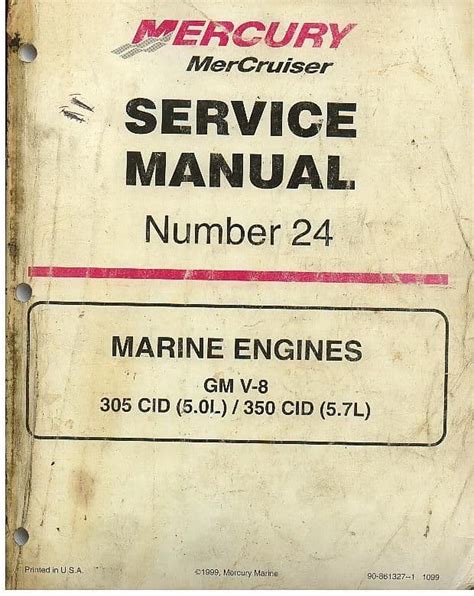 MERCURY
MerCruiser
SERVICE
MANUAL
Number 24
MARINE ENGINES
GM V-8
305 CID (5.0L) / 350 CID (5.7L)
Printed in U.S.A.
©1999, Mercury Marine
90-861327--1 1099